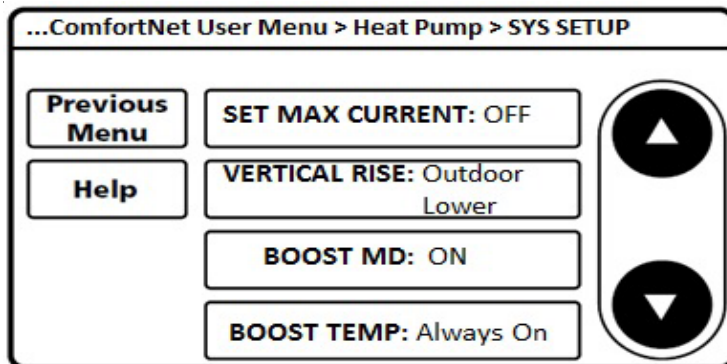 ...ComfortNet User Menu > Heat Pump > SYS SETUP
Previous
Menu
SET MAX CURRENT: OFF
Help
VERTICAL RISE: Outdoor
Lower
BOOST MD: ON
BOOST TEMP: Always On